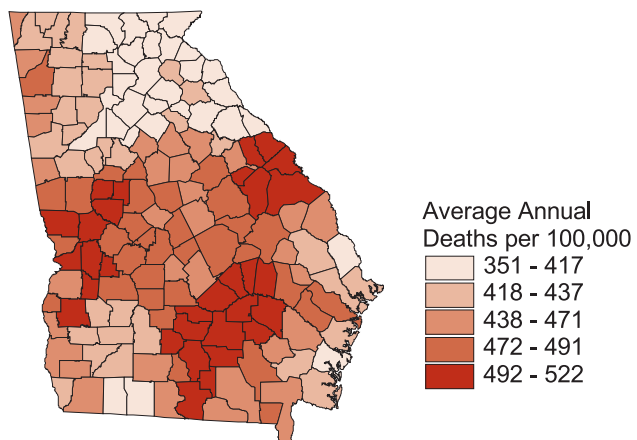 Average Annual
Deaths per 100,000
351 - 417
418 - 437
438 - 471
472 - 491
492 - 522